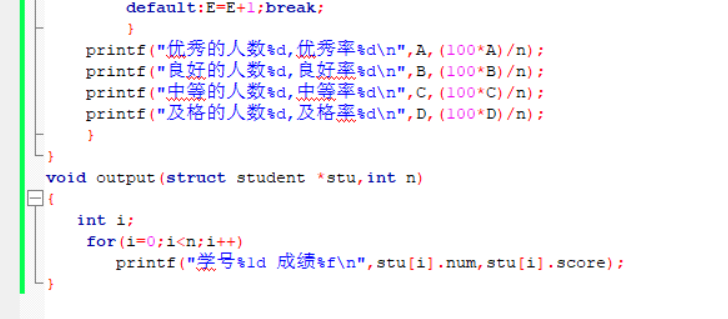 default:E=E+1;break;
}
printf("优秀的人数%d,优秀率%d\n",A,(100*A)/n);
printf("良好的人数%d,良好率%d\n",B,(100*B)/n);
printf("中等的人数%d,中等率%d\n",C,(100*C)/n);
printf("及格的人数%d,及格率%d\n",D,(100*D)/n);
}
}
void output(struct student *stu,int n)
{
int i;
for(i=0;i<n;i++)
printf("学号%ld 成绩%f\n",stu[i].num,stu[i].score);
}